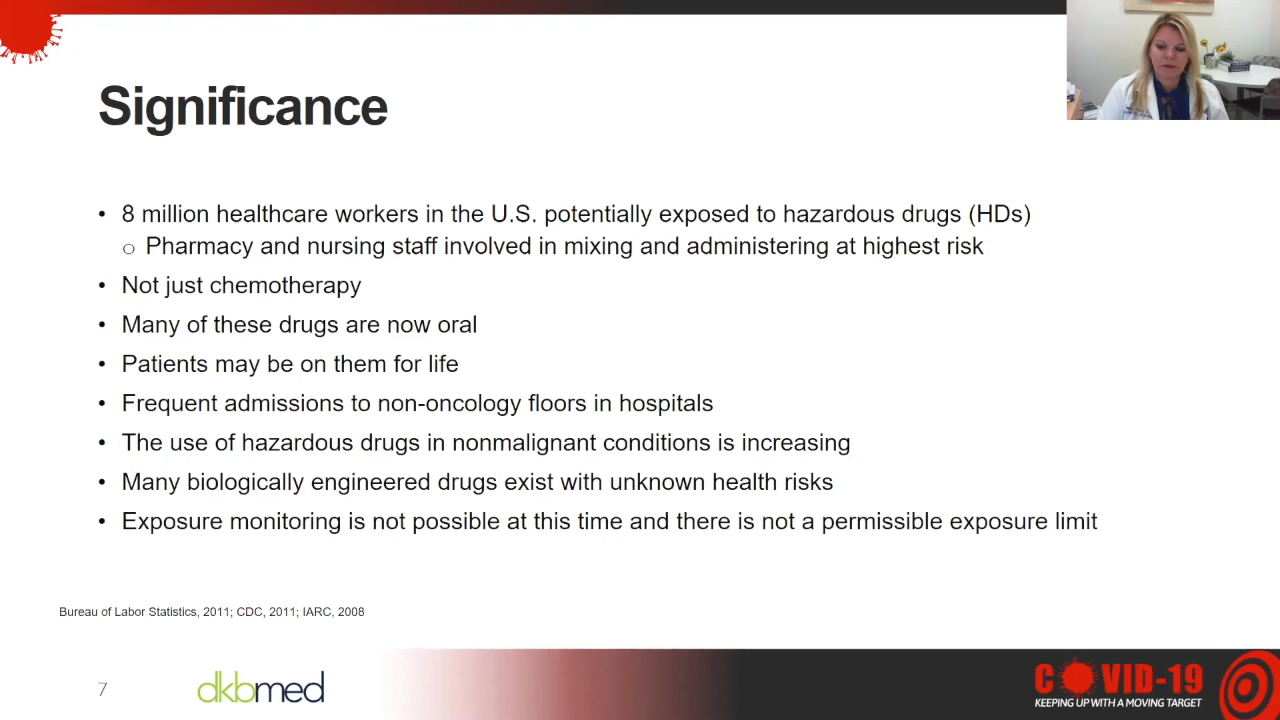 Significance
• 8 million healthcare workers in the U.S. potentially exposed to hazardous drugs (HDs)
o Pharmacy and nursing staff involved in mixing and administering at highest risk
• Not just chemotherapy
• Many of these drugs are now oral
• Patients may be on them for life
• Frequent admissions to non-oncology floors in hospitals
• The use of hazardous drugs in nonmalignant conditions is increasing
• Many biologically engineered drugs exist with unknown health risks
• Exposure monitoring is not possible at this time and there is not a permissible exposure limit
Bureau of Labor Statistics, 2011; CDC, 2011; IARC, 2008
7
dkbmed
COVID-19
KEEPING UP WITH A MOVING TARGET